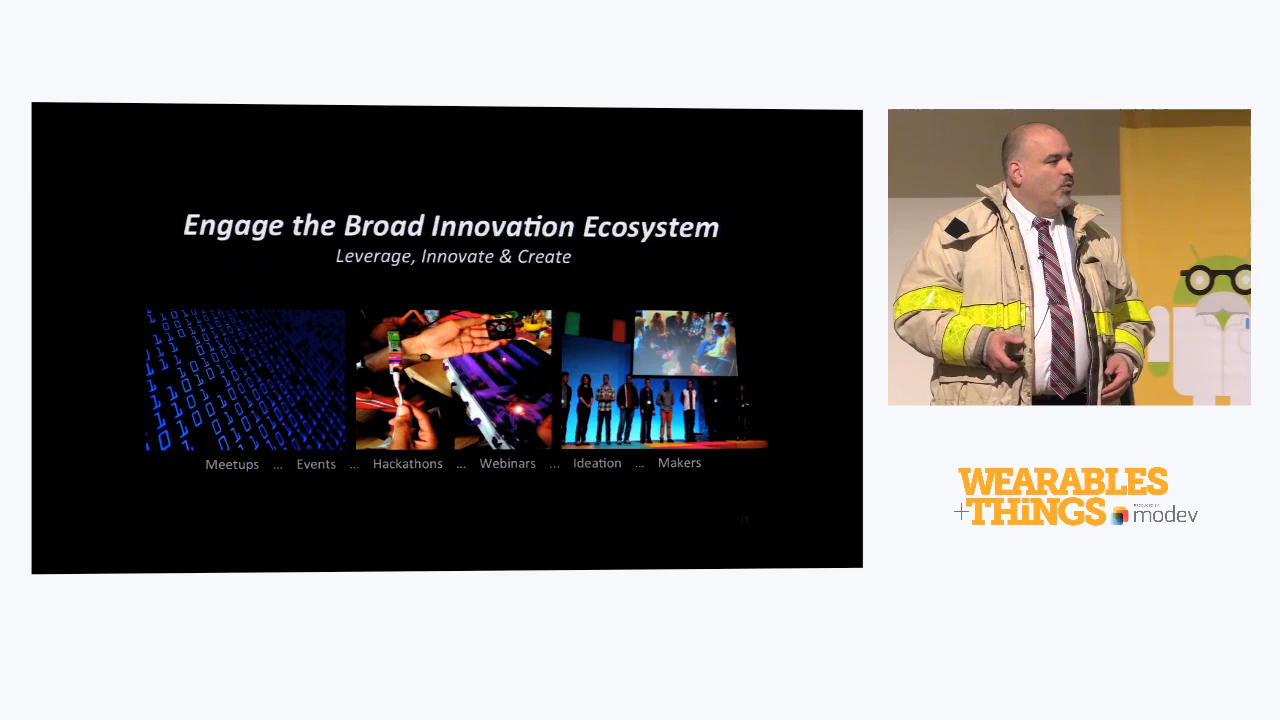 Engage the Broad Innovation Ecosystem
Leverage, Innovate & Create
Meetups ... Events ... Hackathons ... Webinars ... Ideation ... Makers
WEARABLES
+THiNGS
modev